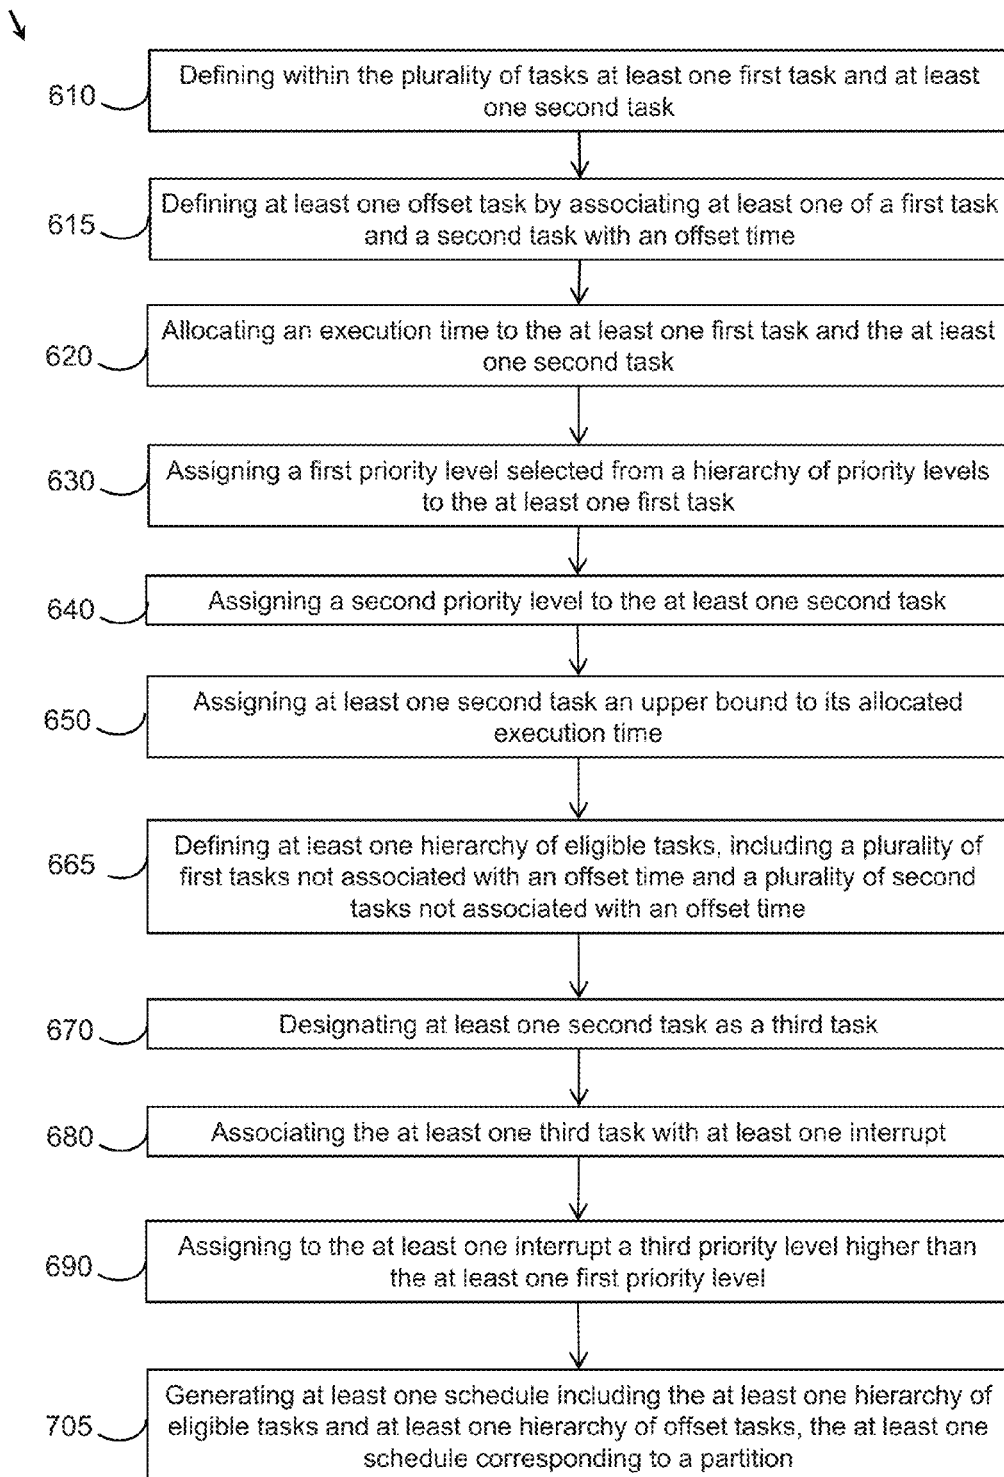 Defining within the plurality of tasks at least one first task and at least
610
one second task
Defining at least one offset task by associating at least one of a first task
615
and a second task with an offset time
Allocating an execution time to the at least one first task and the at least
620
one second task
Assigning a first priority level selected from a hierarchy of priority levels
630
to the at least one first task
640
Assigning a second priority level to the at least one second task
Assigning at least one second task an upper bound to its allocated
650
execution time
Defining at least one hierarchy of eligible tasks, including a plurality of
665
first tasks not associated with an offset time and a plurality of second
tasks not associated with an offset time
670
Designating at least one second task as a third task
680
Associating the at least one third task with at least one interrupt
Assigning to the at least one interrupt a third priority level higher than
690
the at least one first priority level
Generating at least one schedule including the at least one hierarchy of
705
eligible tasks and at least one hierarchy of offset tasks, the at least one
schedule corresponding to a partition